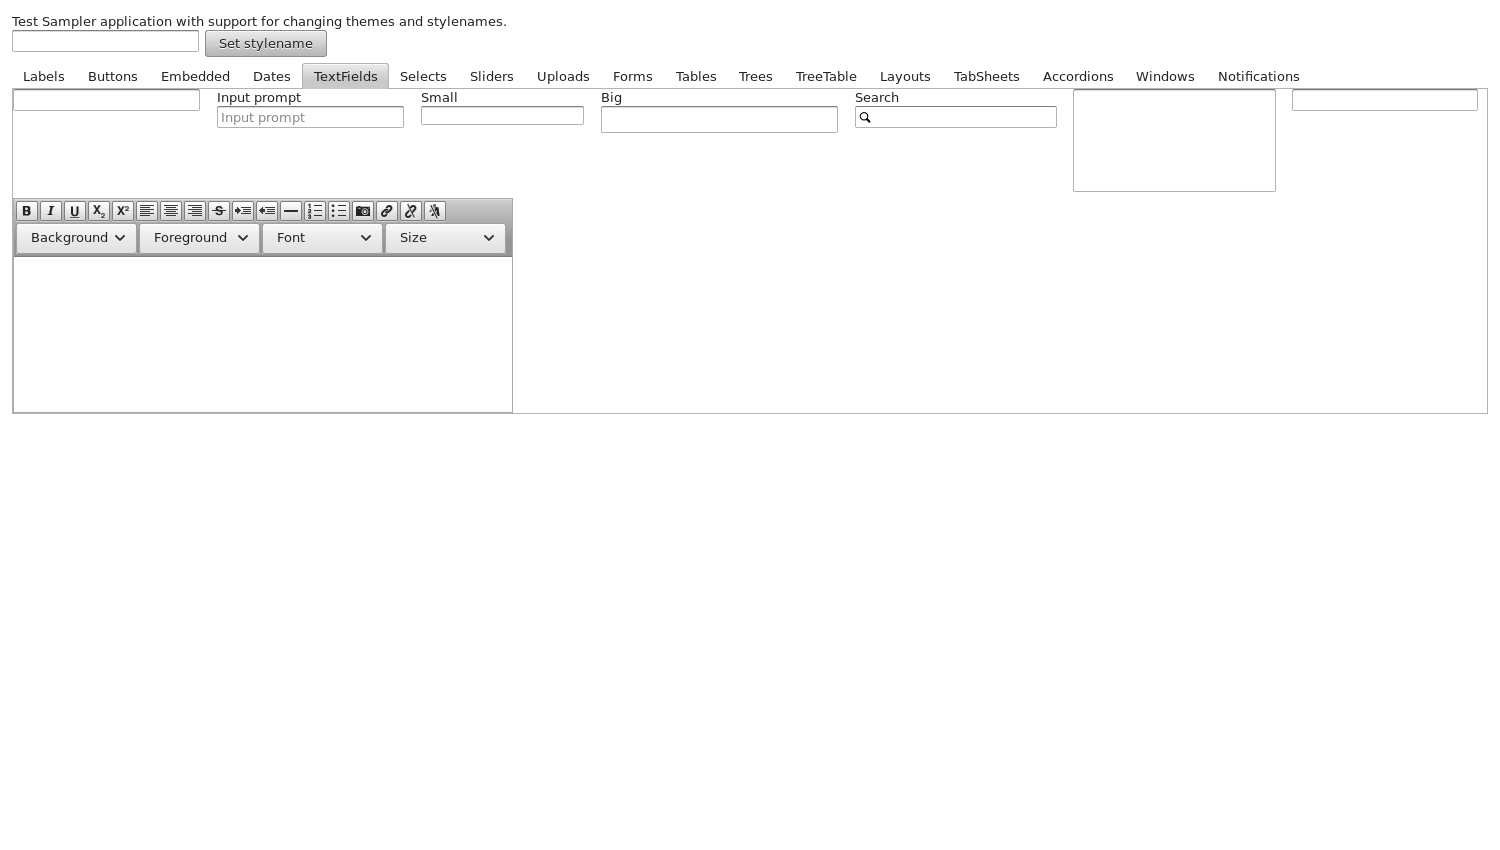 Test Sampler application with support for changing themes and stylenames.
Set stylename
Labels Buttons Embedded Dates TextFields Selects Sliders Uploads Forms Tables Trees TreeTable Layouts TabSheets Accordions Windows Notifications
Input prompt Small Big Search
Input prompt
B I U X₂ X² S
Background Foreground Font Size